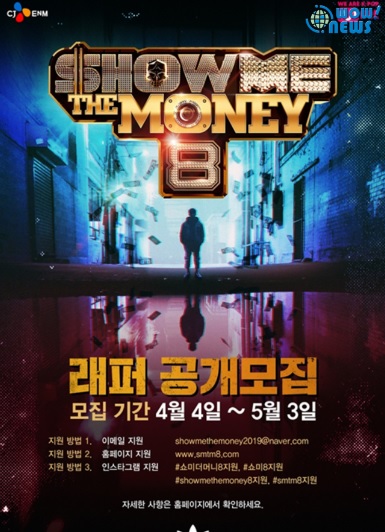 CJ ENM
WE ARE K-POP
WOW!
NEWS
SHOW ME
THE MONEY
8
래퍼 공개모집
모집 기간 4월 4일 ~ 5월 3일
지원 방법 1. 이메일 지원 showmethemoney2019@naver.com
지원 방법 2. 홈페이지 지원 www.smtm8.com
지원 방법 3. 인스타그램 지원 #쇼미더머니8지원, #쇼미8지원
#showmethemoney8지원, #smtm8지원
자세한 사항은 홈페이지에서 확인하세요.